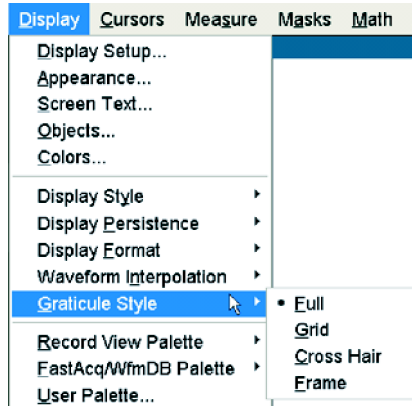 Display Cursors Measure Masks Math
Display Setup...
Appearance...
Screen Text...
Objects...
Colors...
Display Style
Display Persistence
Display Format
Waveform Interpolation
Graticule Style
• Full
Grid
Cross Hair
Frame
Record View Palette
FastAcq/WfmDB Palette
User Palette...